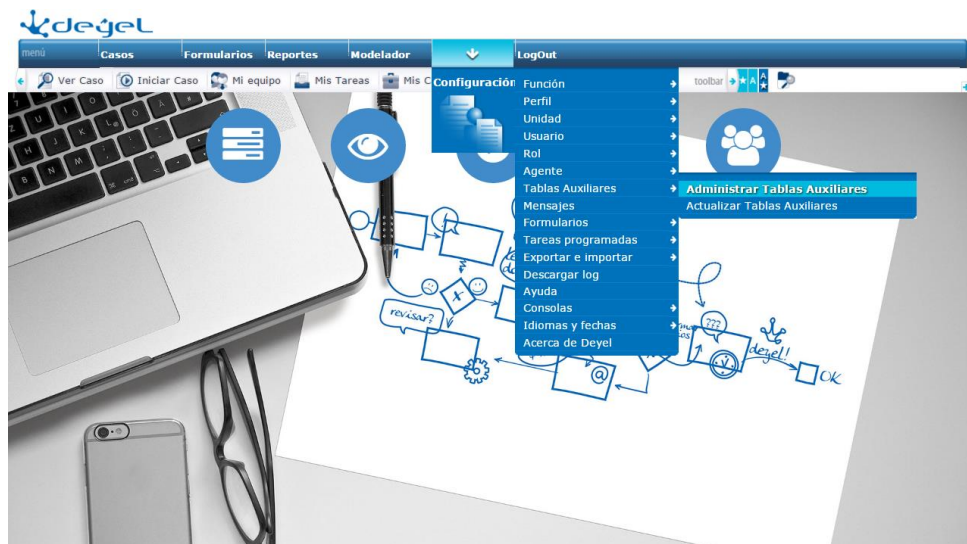 deyel
menú Casos Formularios Reportes Modelador LogOut
Ver Caso Iniciar Caso Mi equipo Mis Tareas Mis C toolbar
Configuración
Función
Perfil
Unidad
Usuario
Rol
Agente
Tablas Auxiliares
Administrar Tablas Auxiliares
Actualizar Tablas Auxiliares
Mensajes
Formularios
Tareas programadas
Exportar e importar
Descargar log
Ayuda
Consolas
Idiomas y fechas
Acerca de Deyel
revisar?
???
deyel!
@
OK